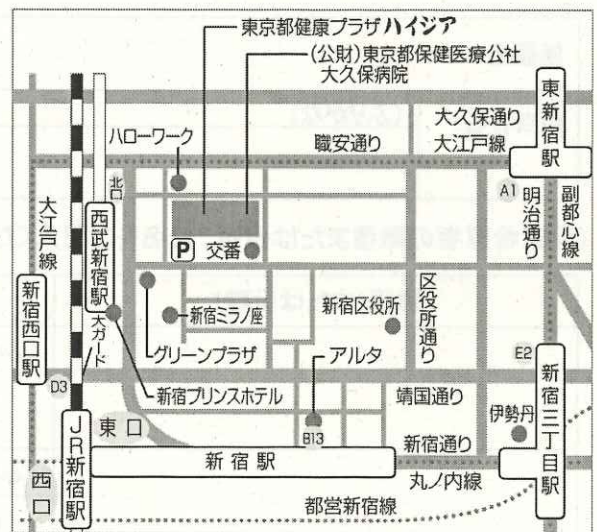 東京都健康プラザハイジア
(公財)東京都保健医療公社
大久保病院
東新宿駅
大久保通り
ハローワーク
職安通り
大江戸線
北口
A1
明治通り
副都心線
大江戸線
西武新宿駅
P
交番
新宿西口駅
大ガード
新宿ミラノ座
新宿区役所
区役所通り
グリーンプラザ
アルタ
E2
D3
新宿プリンスホテル
靖国通り
新宿三丁目駅
東口
B13
伊勢丹
JR新宿駅
新宿駅
新宿通り
西口
丸ノ内線
都営新宿線